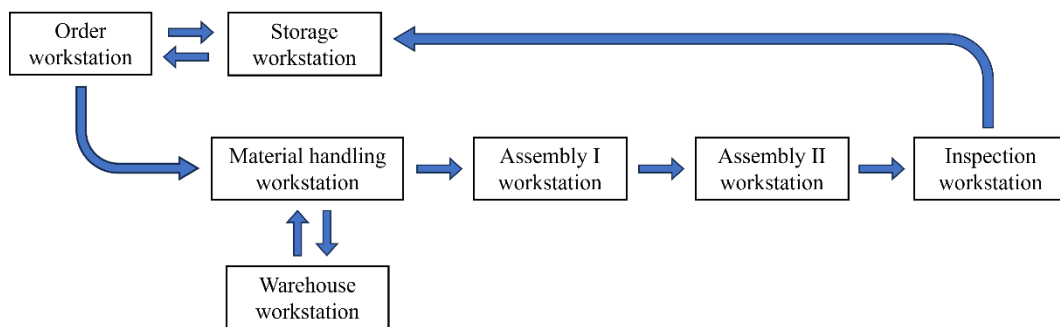 Order
workstation
Storage
workstation
Material handling
workstation
Assembly I
workstation
Assembly II
workstation
Inspection
workstation
Warehouse
workstation